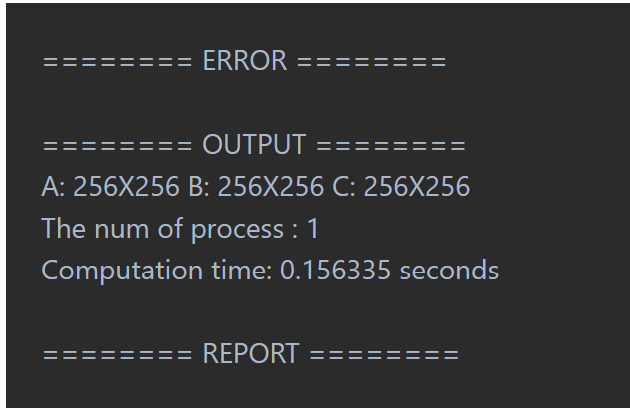 ======== ERROR ========
======== OUTPUT ========
A: 256X256 B: 256X256 C: 256X256
The num of process : 1
Computation time: 0.156335 seconds
======== REPORT ========